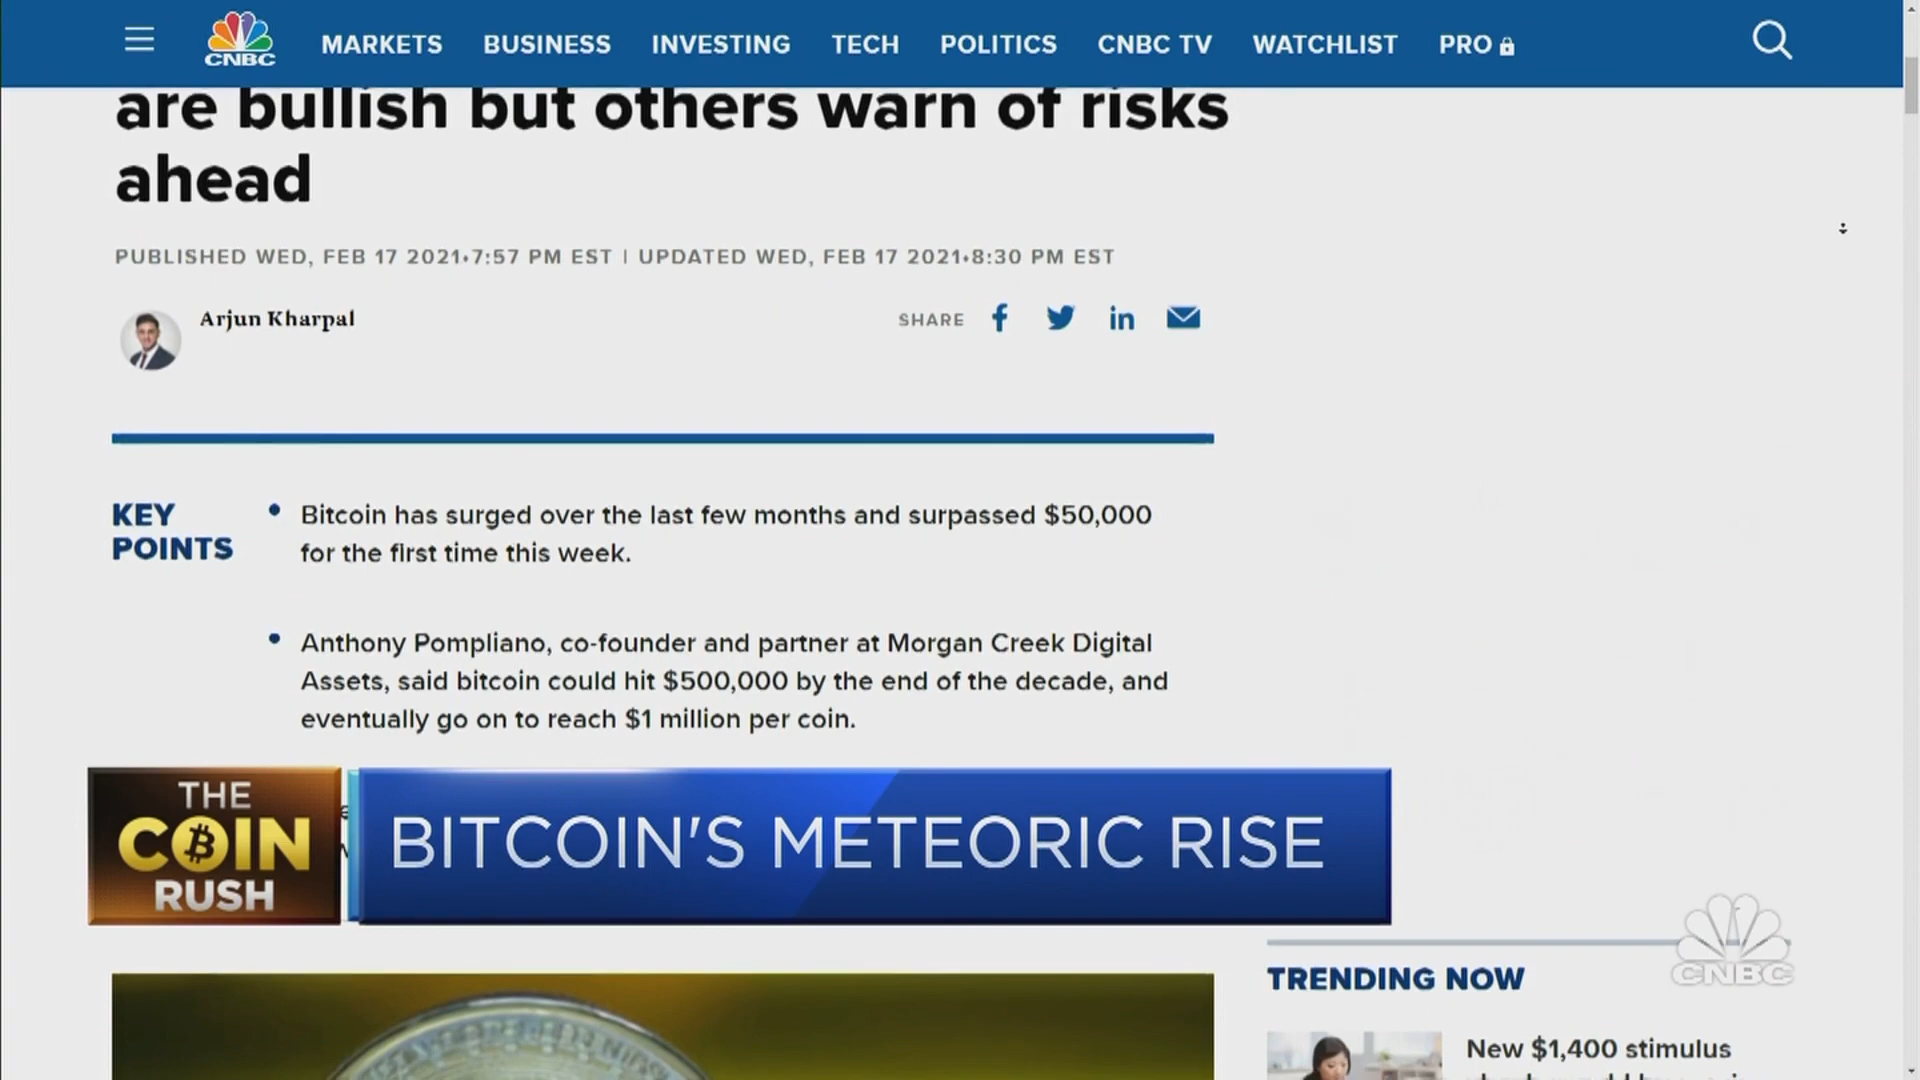 CNBC
MARKETS BUSINESS INVESTING TECH POLITICS CNBC TV WATCHLIST PRO
are bullish but others warn of risks
ahead
PUBLISHED WED, FEB 17 2021•7:57 PM EST | UPDATED WED, FEB 17 2021•8:30 PM EST
Arjun Kharpal
SHARE
KEY
POINTS
• Bitcoin has surged over the last few months and surpassed $50,000
for the first time this week.
• Anthony Pompliano, co-founder and partner at Morgan Creek Digital
Assets, said bitcoin could hit $500,000 by the end of the decade, and
eventually go on to reach $1 million per coin.
THE
COIN
RUSH
BITCOIN'S METEORIC RISE
CNBC
TRENDING NOW
New $1,400 stimulus